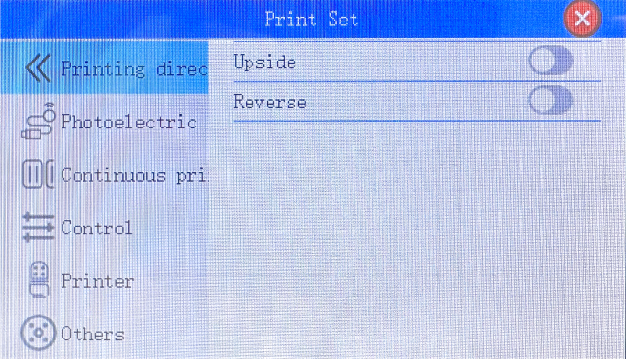 Print Set
Printing direc
Upside
Photoelectric
Reverse
Continuous pri
Control
Printer
Others